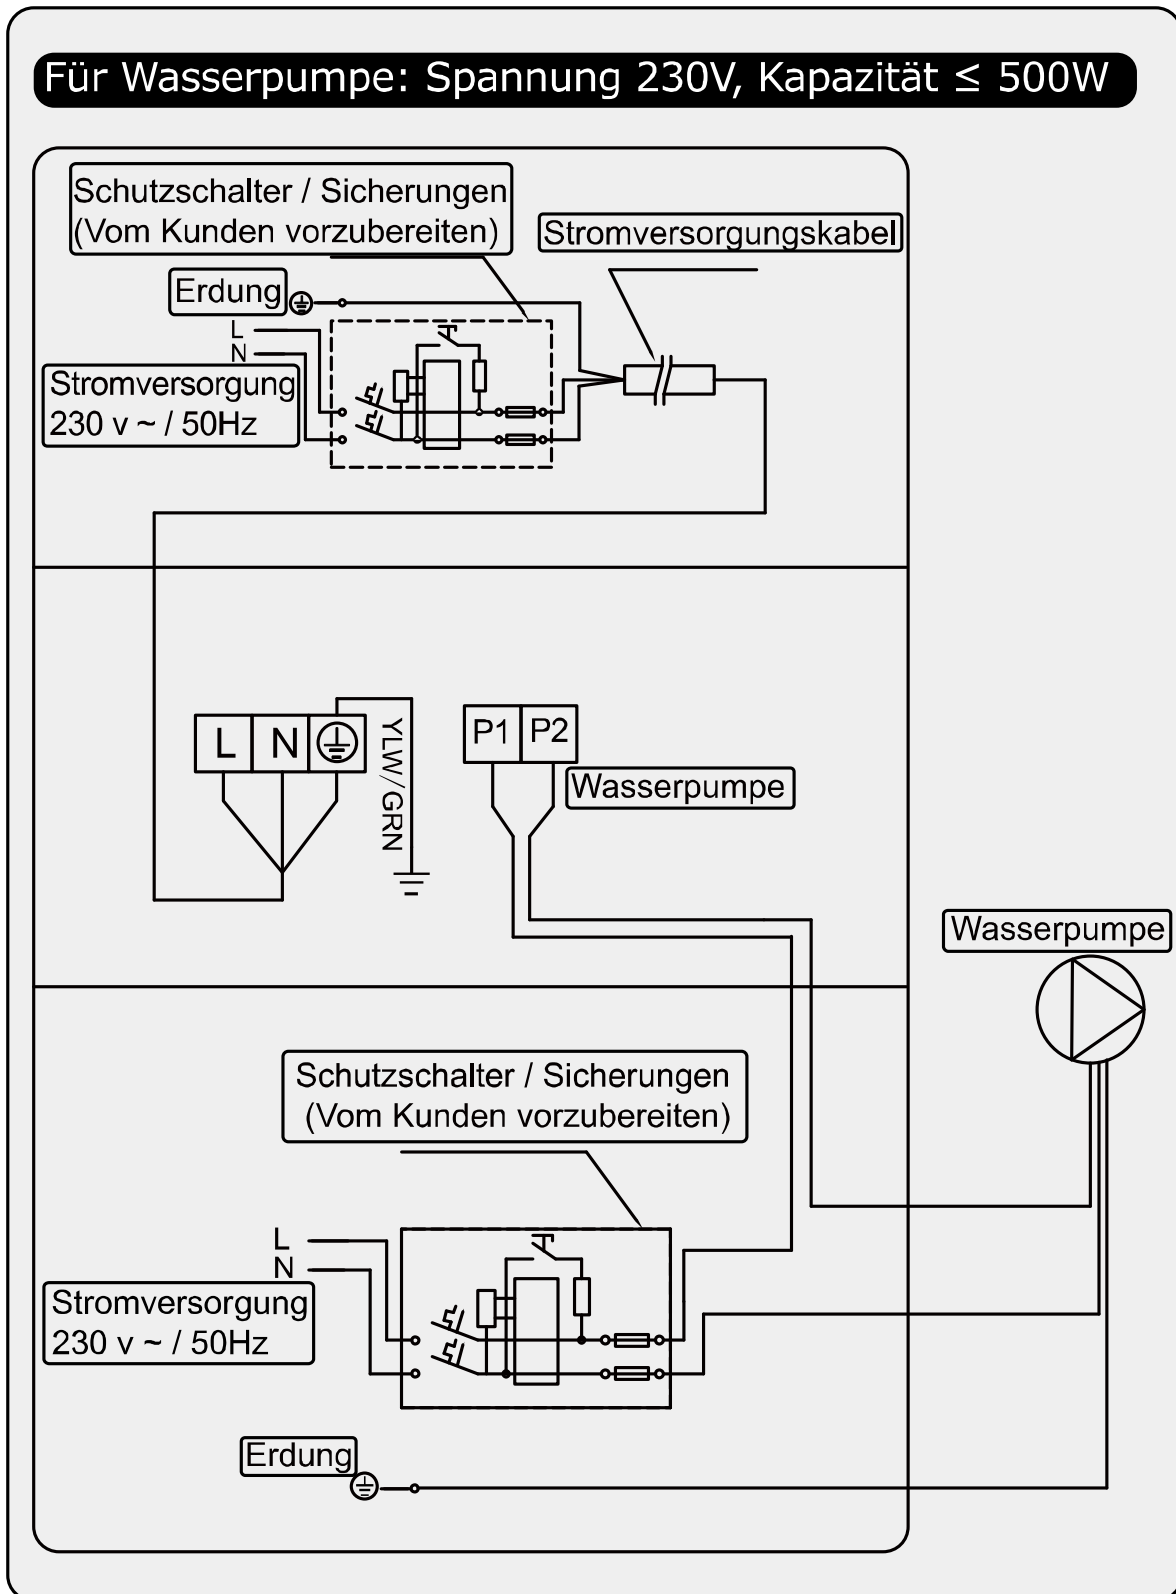 Für Wasserpumpe: Spannung 230V, Kapazität ≤ 500W
Schutzschalter / Sicherungen
(Vom Kunden vorzubereiten)
Stromversorgungskabel
Erdung
L
N
Stromversorgung
230 v ~ / 50Hz
L N
YLW/GRN
P1 P2
Wasserpumpe
Wasserpumpe
Schutzschalter / Sicherungen
(Vom Kunden vorzubereiten)
L
N
Stromversorgung
230 v ~ / 50Hz
Erdung